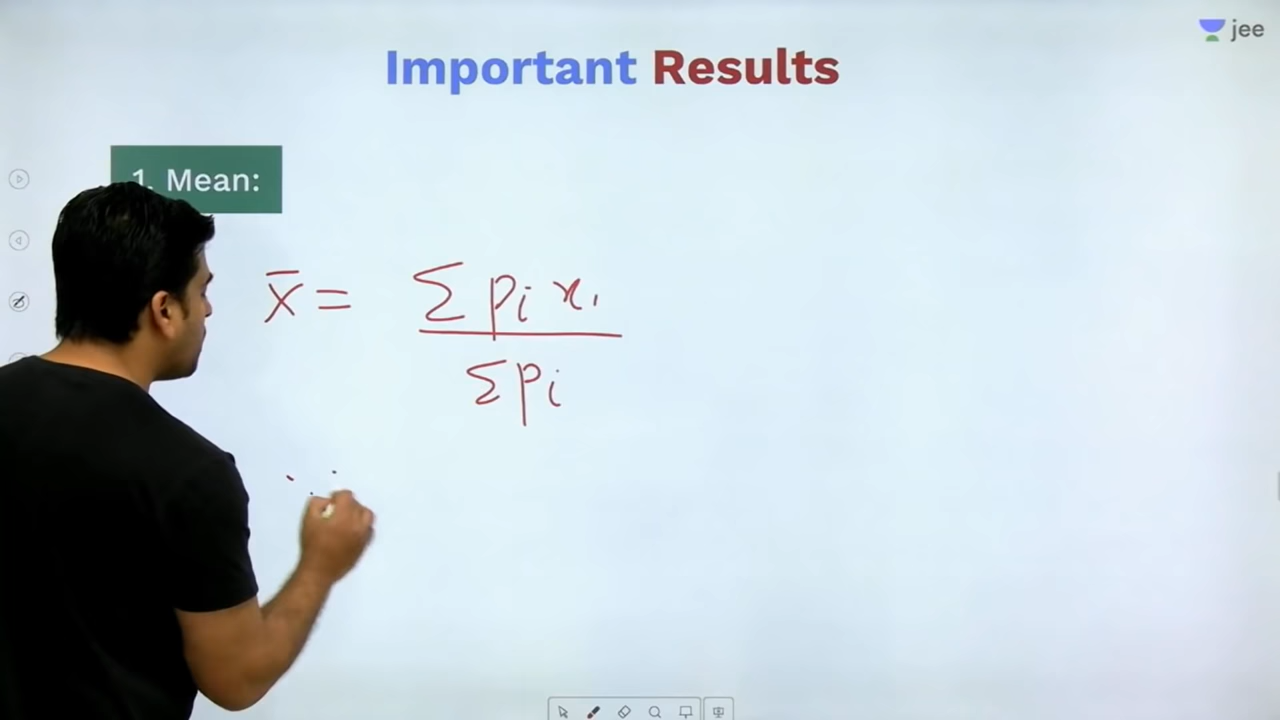 jee
Important Results
1. Mean:
x̄ = Σ pᵢ xᵢ
Σ pᵢ